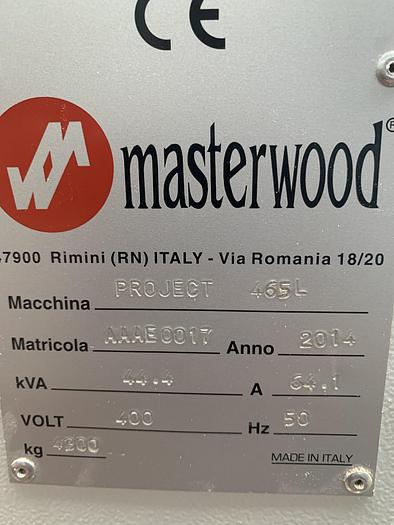 CE
masterwood®
47900 Rimini (RN) ITALY - Via Romania 18/20
Macchina PROJECT 465L
Matricola AAAE0017 Anno 2014
kVA 44.4 A 64.1
VOLT 400 Hz 50
kg 4300
MADE IN ITALY